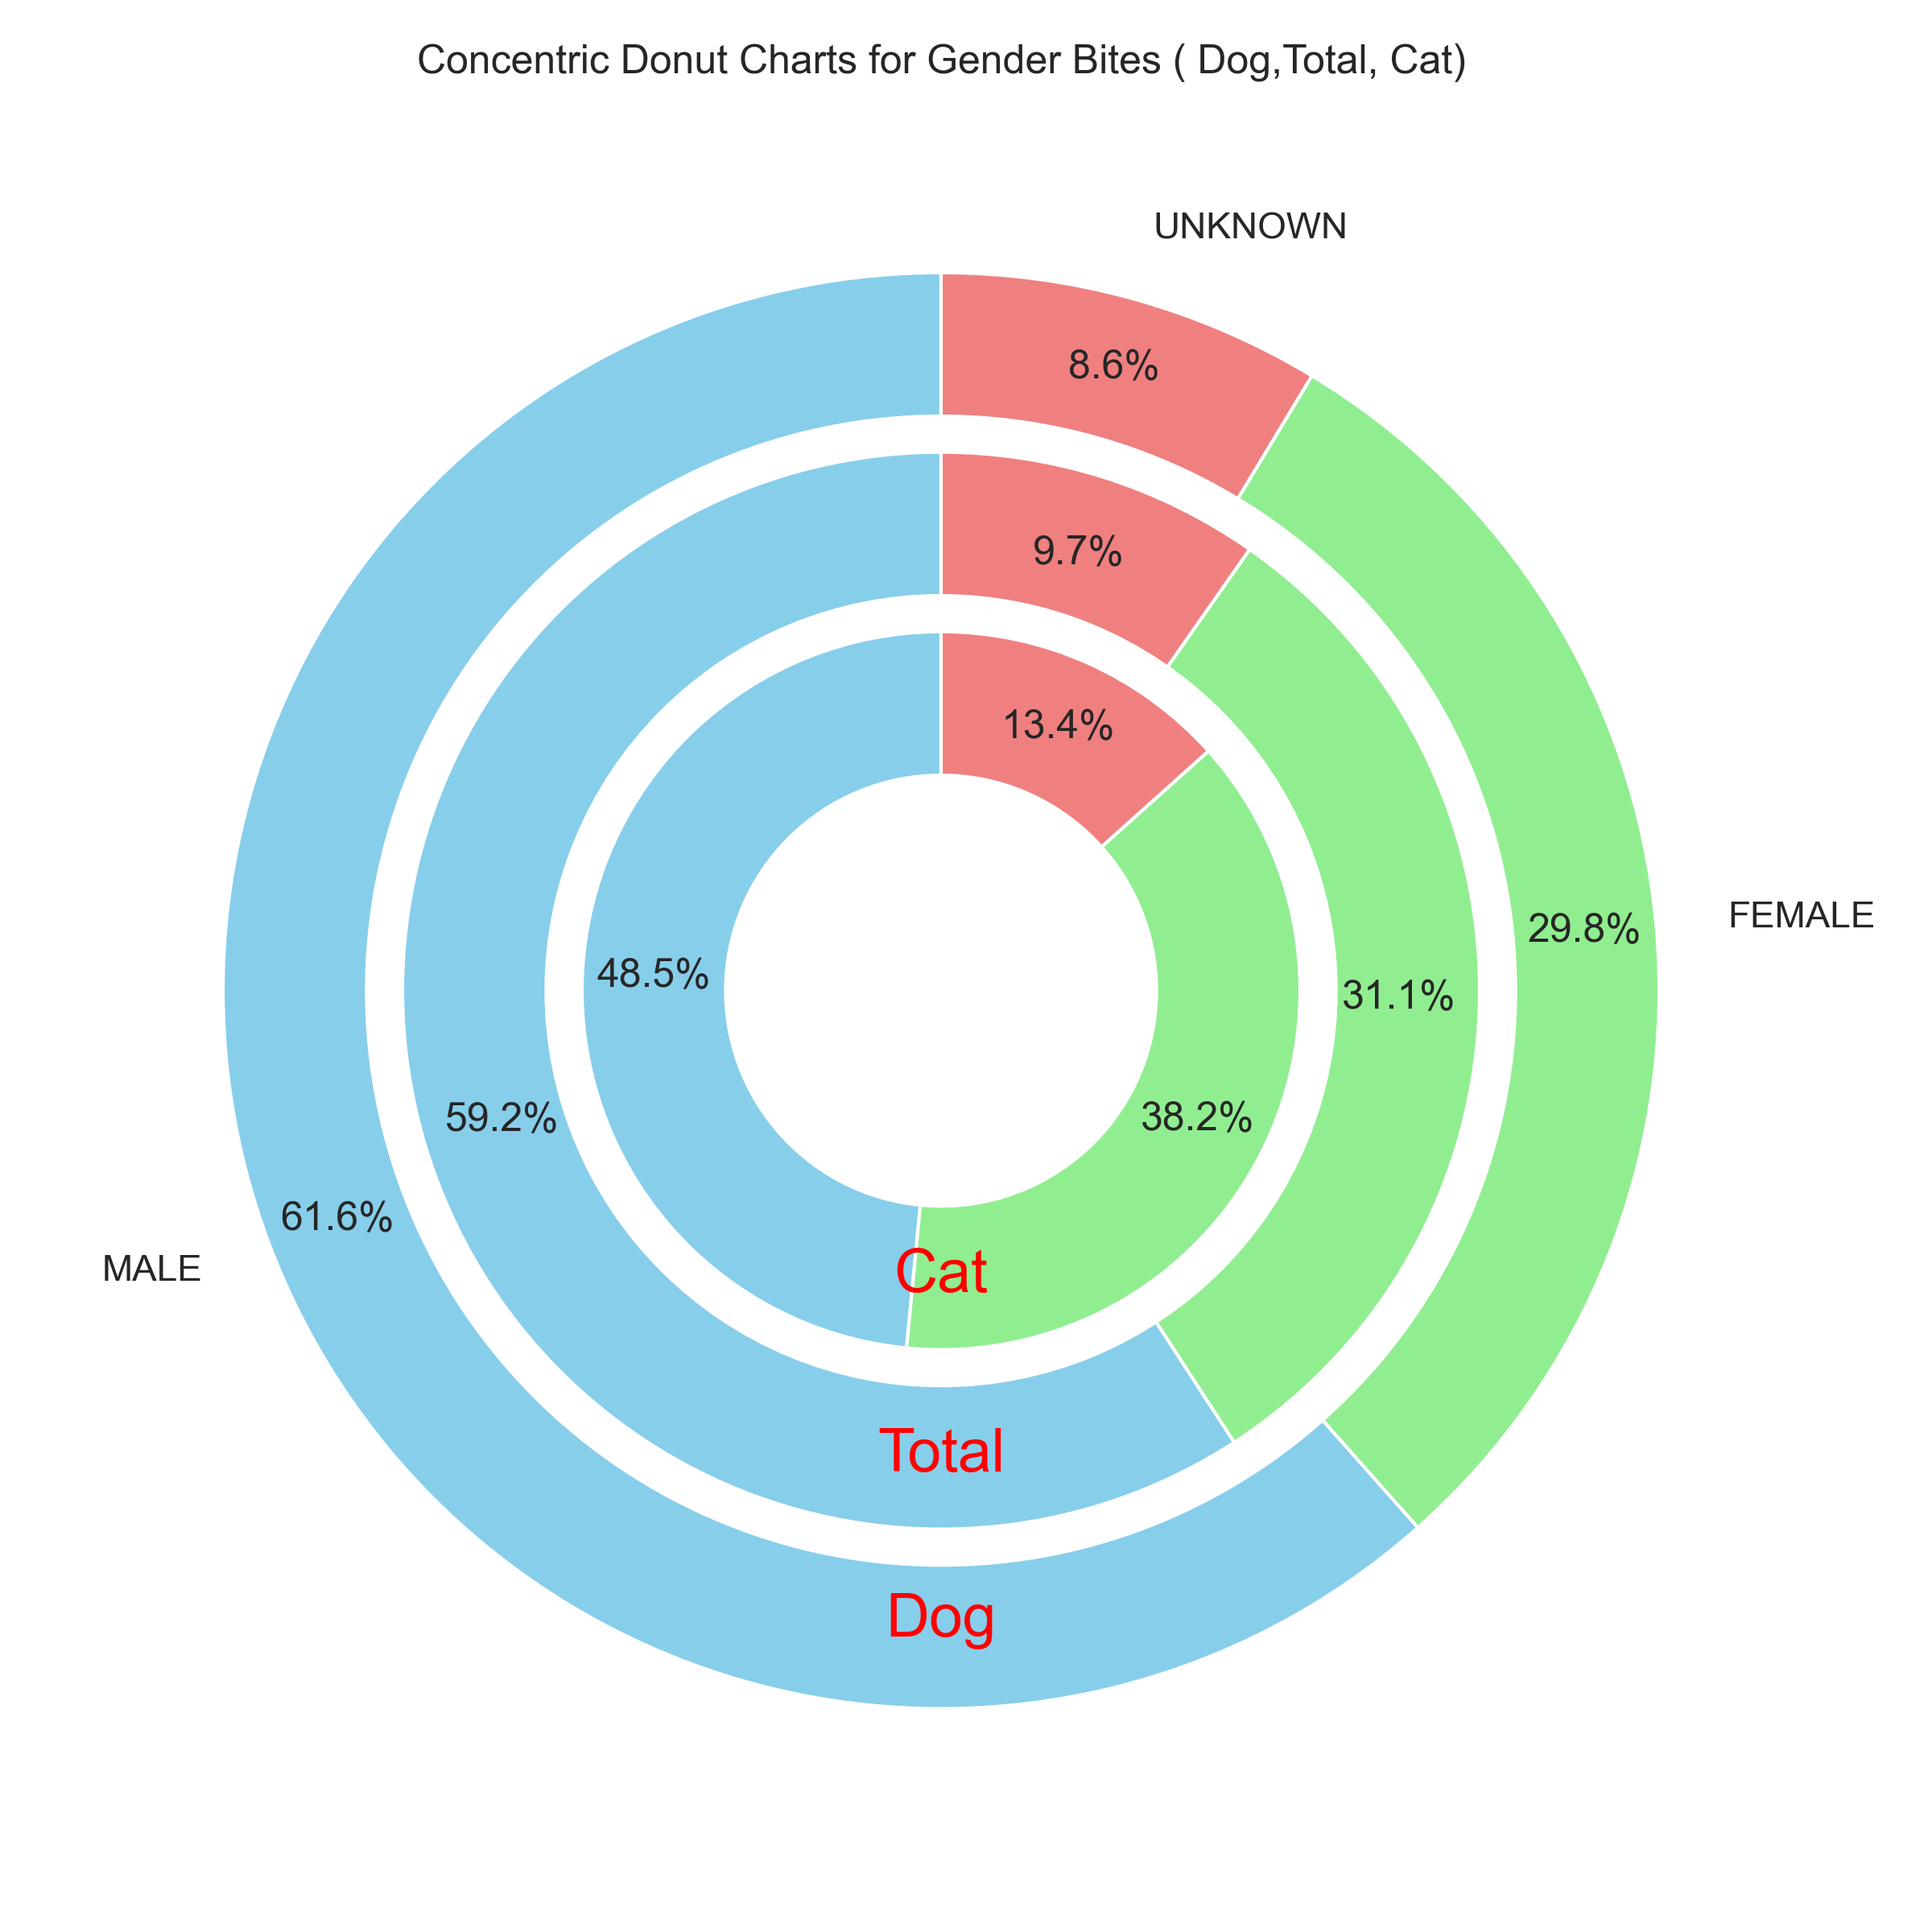 Concentric Donut Charts for Gender Bites ( Dog,Total, Cat)
UNKNOWN
8.6%
9.7%
13.4%
FEMALE
29.8%
48.5%
31.1%
59.2%
38.2%
61.6%
MALE
Cat
Total
Dog